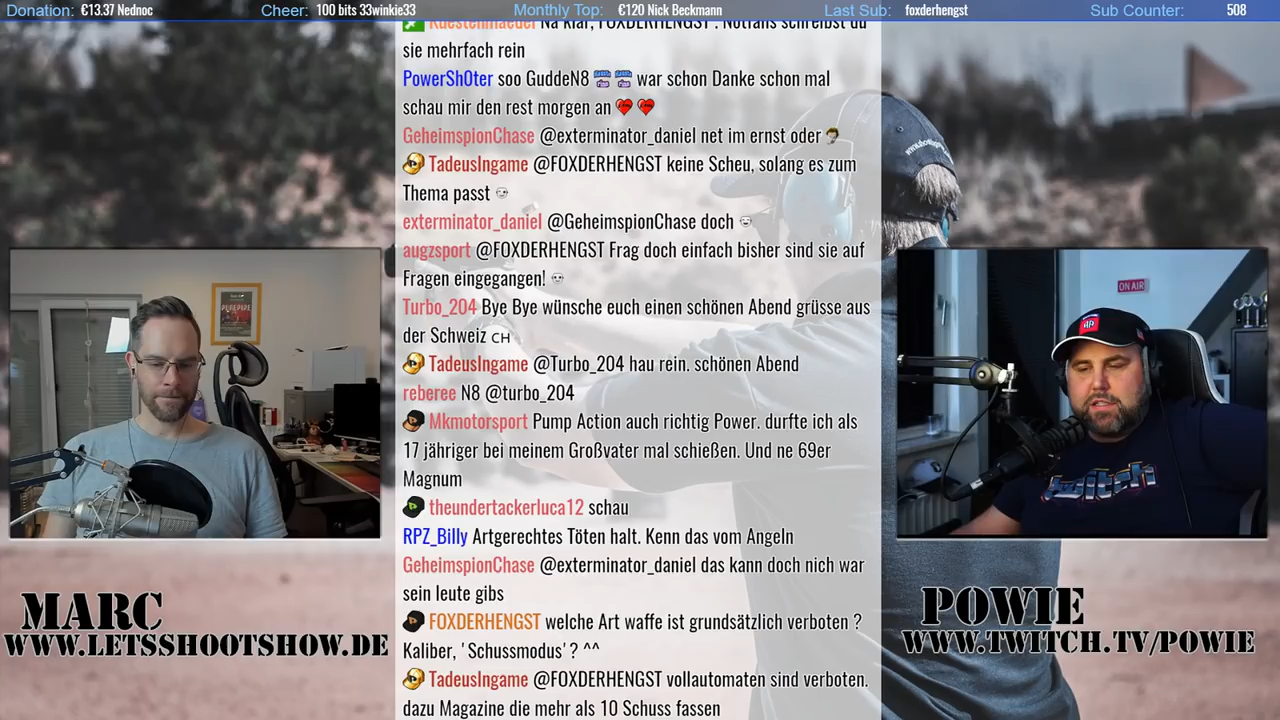 Donation: €13.37 Nednoc Cheer: 100 bits 33winkie33 Monthly Top: €120 Nick Beckmann Last Sub: foxderhengst Sub Counter: 508
Na klar, FOXDERHENGST . Notfalls schreibst du
sie mehrfach rein
PowerSh0ter soo GuddeN8 war schon Danke schon mal
schau mir den rest morgen an
GeheimspionChase @exterminator_daniel net im ernst oder
TadeusIngame @FOXDERHENGST keine Scheu, solang es zum
Thema passt
exterminator_daniel @GeheimspionChase doch
augzsport @FOXDERHENGST Frag doch einfach bisher sind sie auf
Fragen eingegangen!
Turbo_204 Bye Bye wünsche euch einen schönen Abend grüsse aus
der Schweiz CH
TadeusIngame @Turbo_204 hau rein. schönen Abend
reberee N8 @turbo_204
Mkmotorsport Pump Action auch richtig Power. durfte ich als
17 jähriger bei meinem Großvater mal schießen. Und ne 69er
Magnum
theundertackerluca12 schau
RPZ_Billy Artgerechtes Töten halt. Kenn das vom Angeln
GeheimspionChase @exterminator_daniel das kann doch nich war
sein leute gibs
FOXDERHENGST welche Art waffe ist grundsätzlich verboten ?
Kaliber, 'Schussmodus'? ^^
TadeusIngame @FOXDERHENGST vollautomaten sind verboten.
dazu Magazine die mehr als 10 Schuss fassen
MARC
WWW.LETSSHOOTSHOW.DE
ON AIR
twitch
POWIE
WWW.TWITCH.TV/POWIE